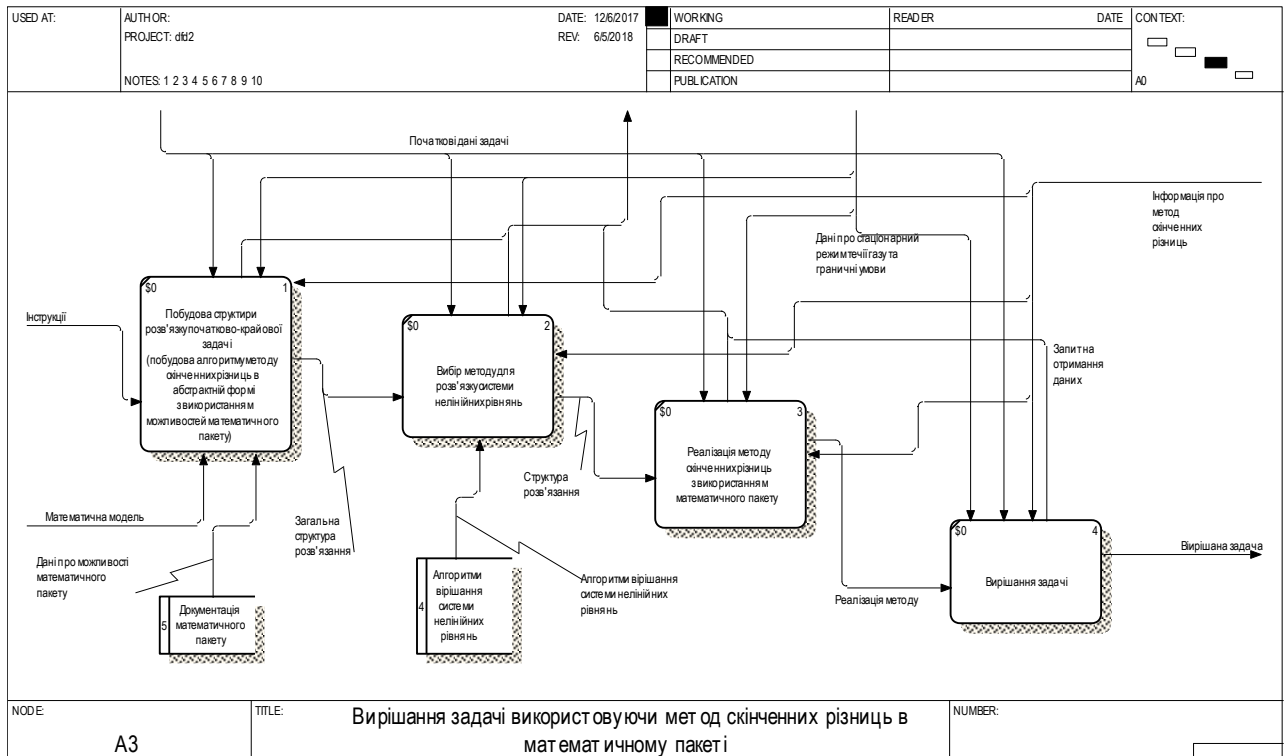 USED AT:
AUTHOR:
DATE: 12/6/2017
WORKING
READER
DATE
CONTEXT:
PROJECT: dfd2
REV: 6/5/2018
DRAFT
RECOMMENDED
NOTES: 1 2 3 4 5 6 7 8 9 10
PUBLICATION
A0
Початкові дані задачі
Інформація про
метод
скінченних
різниць
Дані про стаціонарний
режим течії газу та
граничні умови
$0
1
Побудова структири
розв'язку початково-крайової
задачі
(побудова алгоритму методу
скінченних різниць в
абстрактній формі
з використанням
можливостей математичного
пакету)
Інструкції
$0
2
Вибір методу для
розв'язку системи
нелінійних рівнянь
Запит на
отримання
даних
$0
3
Реалізація методу
скінченних різниць
з використанням
математичного пакету
Структура
розв'язання
Математична модель
Загальна
структура
розв'язання
$0
4
Вирішання задачі
Віирішана задача
Дані про можливості
математичного
пакету
5
Документація
математичного
пакету
4
Алгоритми
вірішання
системи
нелінійних
рівнянь
Алгоритми вірішання
системи нелінійних
рівнянь
Реалізація методу
NODE:
A3
TITLE:
Вирішання задачі використовуючи метод скінченних різниць в
математичному пакеті
NUMBER: